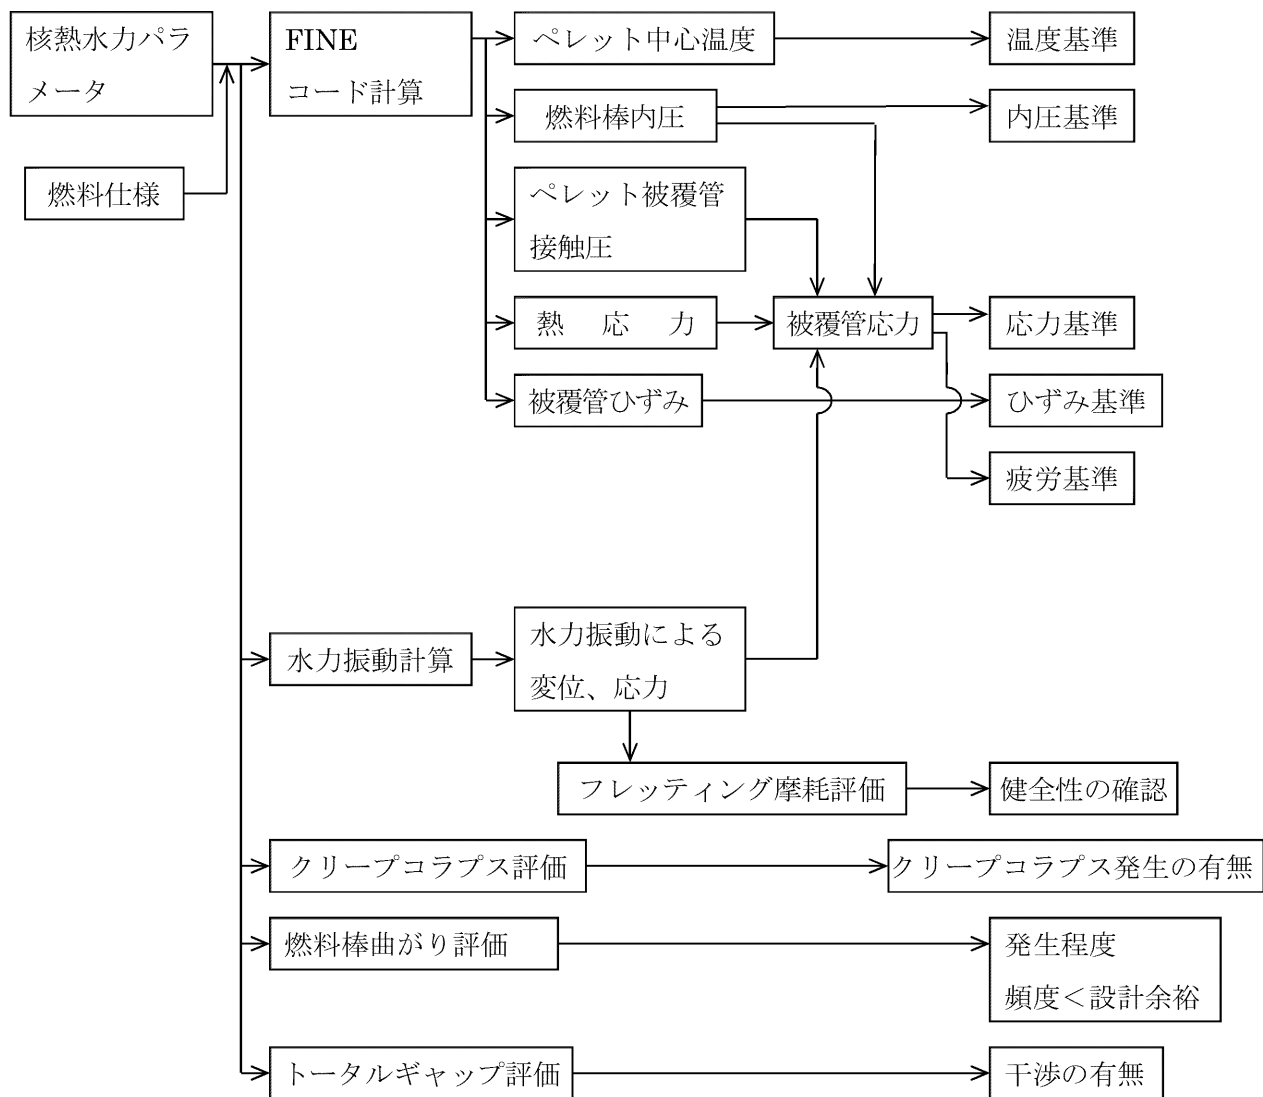 核熱水力パラ
メータ
FINE
コード計算
ペレット中心温度
温度基準
燃料棒内圧
内圧基準
燃料仕様
ペレット被覆管
接触圧
熱　応　力
被覆管応力
応力基準
被覆管ひずみ
ひずみ基準
疲労基準
水力振動計算
水力振動による
変位、応力
フレッティング摩耗評価
健全性の確認
クリープコラプス評価
クリープコラプス発生の有無
燃料棒曲がり評価
発生程度
頻度＜設計余裕
トータルギャップ評価
干渉の有無